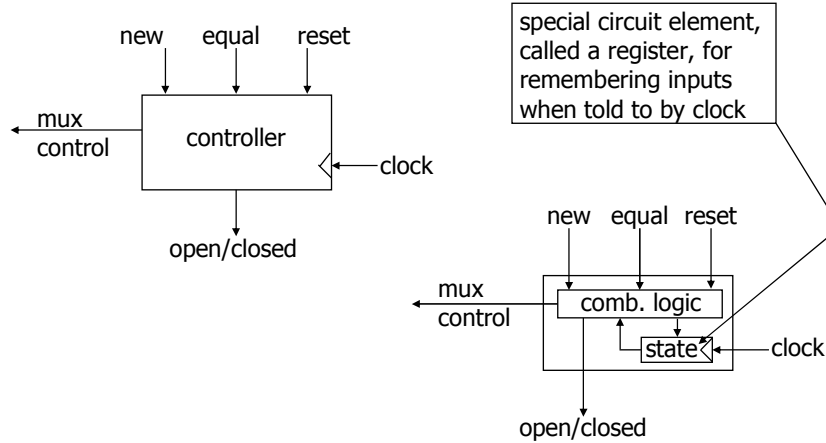 new equal reset
mux
control
controller
clock
open/closed
special circuit element,
called a register, for
remembering inputs
when told to by clock
new equal reset
mux
control
comb. logic
state
clock
open/closed